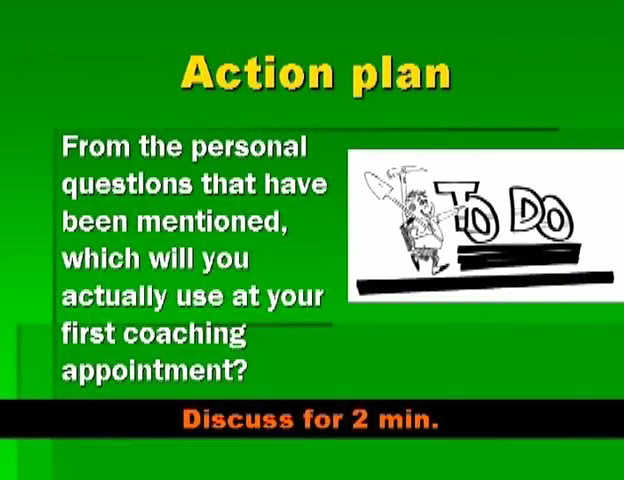 Action plan
From the personal
questions that have
been mentioned,
which will you
actually use at your
first coaching
appointment?
TO DO
Discuss for 2 min.